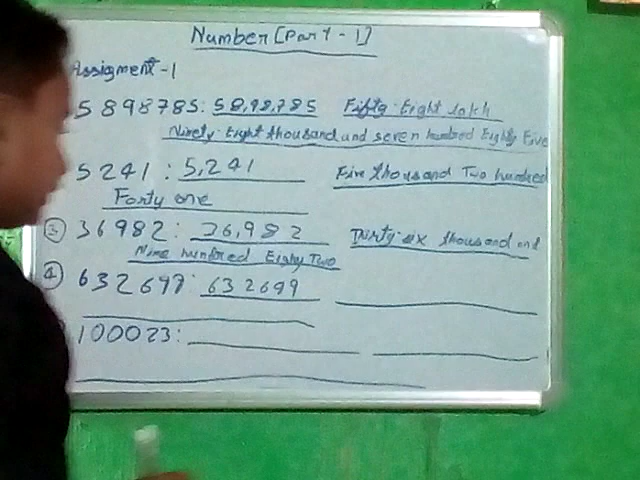 Number [Part - 1]
Assigment - 1
5898785: 58,98,785 Fifty-Eight lakh
Ninety-Eight thousand and seven hundred Eighty Five
5241 : 5,241 Five thousand Two hundred
Forty one
③ 36982: 36,982 Thirty-six thousand and
Nine hundred Eighty Two
④ 632699: 632699
100023: